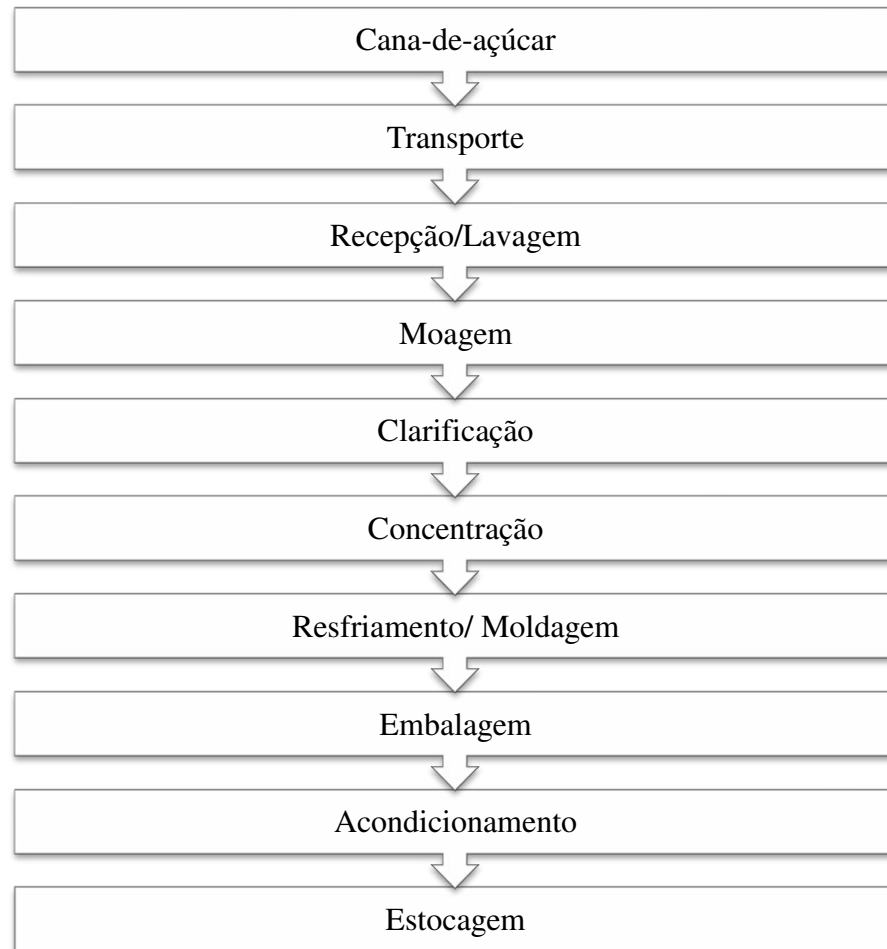 Cana-de-açúcar
Transporte
Recepção/Lavagem
Moagem
Clarificação
Concentração
Resfriamento/ Moldagem
Embalagem
Acondicionamento
Estocagem